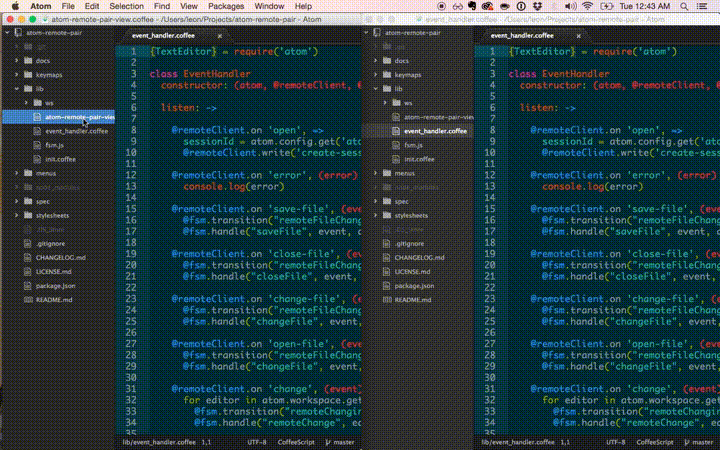 Atom File Edit Selection Find View Packages Window Help Tue 12:43 AM
atom-remote-pair-view.coffee - /Users/leon/Projects/atom-remote-pair - Atom
atom-remote-pair
.git
docs
keymaps
lib
ws
atom-remote-pair-view
event_handler.coffee
fsm.js
init.coffee
menus
spec
stylesheets
.gitignore
CHANGELOG.md
LICENSE.md
package.json
README.md
event_handler.coffee ×
1 {TextEditor} = require('atom')
2
3 class EventHandler
4 constructor: (atom, @remoteClient, @
5
6 listen: ->
7
8 @remoteClient.on 'open', =>
9 sessionId = atom.config.get('ato
10 @remoteClient.write('create-sess
11
12 @remoteClient.on 'error', (error)
13 console.log(error)
14
15 @remoteClient.on 'save-file', (eve
16 @fsm.transition("remoteFileChang
17 @fsm.handle("saveFile", event, d
18
19 @remoteClient.on 'close-file', (ev
20 @fsm.transition("remoteFileChang
21 @fsm.handle("closeFile", event,
22
23 @remoteClient.on 'change-file', (e
24 @fsm.transition("remoteFileChang
25 @fsm.handle("changeFile", event,
26
27 @remoteClient.on 'open-file', (eve
28 @fsm.transition("remoteFileChang
29 @fsm.handle("changeFile", event,
30
31 @remoteClient.on 'change', (event)
32 for editor in atom.workspace.get
33 @fsm.transition("remoteChangin
34 @fsm.handle("remoteChange", ed
35
lib/event_handler.coffee 1,1 UTF-8 CoffeeScript master
event_handler.coffee - /Users/leon/Projects/atom-remote-pair - Atom
atom-remote-pair
.git
docs
keymaps
lib
ws
atom-remote-pair-view
event_handler.coffee
fsm.js
init.coffee
menus
spec
stylesheets
.gitignore
CHANGELOG.md
LICENSE.md
package.json
README.md
event_handler.coffee ×
1 {TextEditor} = require('atom')
2
3 class EventHandler
4 constructor: (atom, @remoteClient, @
5
6 listen: ->
7
8 @remoteClient.on 'open', =>
9 sessionId = atom.config.get('ato
10 @remoteClient.write('create-sess
11
12 @remoteClient.on 'error', (error)
13 console.log(error)
14
15 @remoteClient.on 'save-file', (eve
16 @fsm.transition("remoteFileChang
17 @fsm.handle("saveFile", event, d
18
19 @remoteClient.on 'close-file', (ev
20 @fsm.transition("remoteFileChang
21 @fsm.handle("closeFile", event,
22
23 @remoteClient.on 'change-file', (e
24 @fsm.transition("remoteFileChang
25 @fsm.handle("changeFile", event,
26
27 @remoteClient.on 'open-file', (eve
28 @fsm.transition("remoteFileChang
29 @fsm.handle("changeFile", event,
30
31 @remoteClient.on 'change', (event)
32 for editor in atom.workspace.get
33 @fsm.transition("remoteChangin
34 @fsm.handle("remoteChange", ed
35
lib/event_handler.coffee 1,1 UTF-8 CoffeeScript master